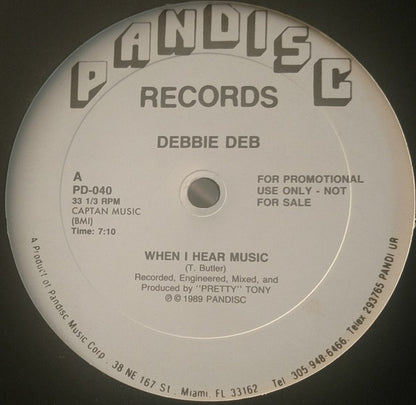 PANDISC
RECORDS
DEBBIE DEB
A
PD-040
33 1/3 RPM
CAPTAN MUSIC
(BMI)
Time: 7:10
FOR PROMOTIONAL
USE ONLY - NOT
FOR SALE
WHEN I HEAR MUSIC
(T. Butler)
Recorded, Engineered, Mixed, and
Produced by "PRETTY" TONY
℗ © 1989 PANDISC
A Product of Pandisc Music Corp. 38 NE 167 St. Miami, FL 33162 Tel 305 948-6466. Telex 293765 PANDI UR